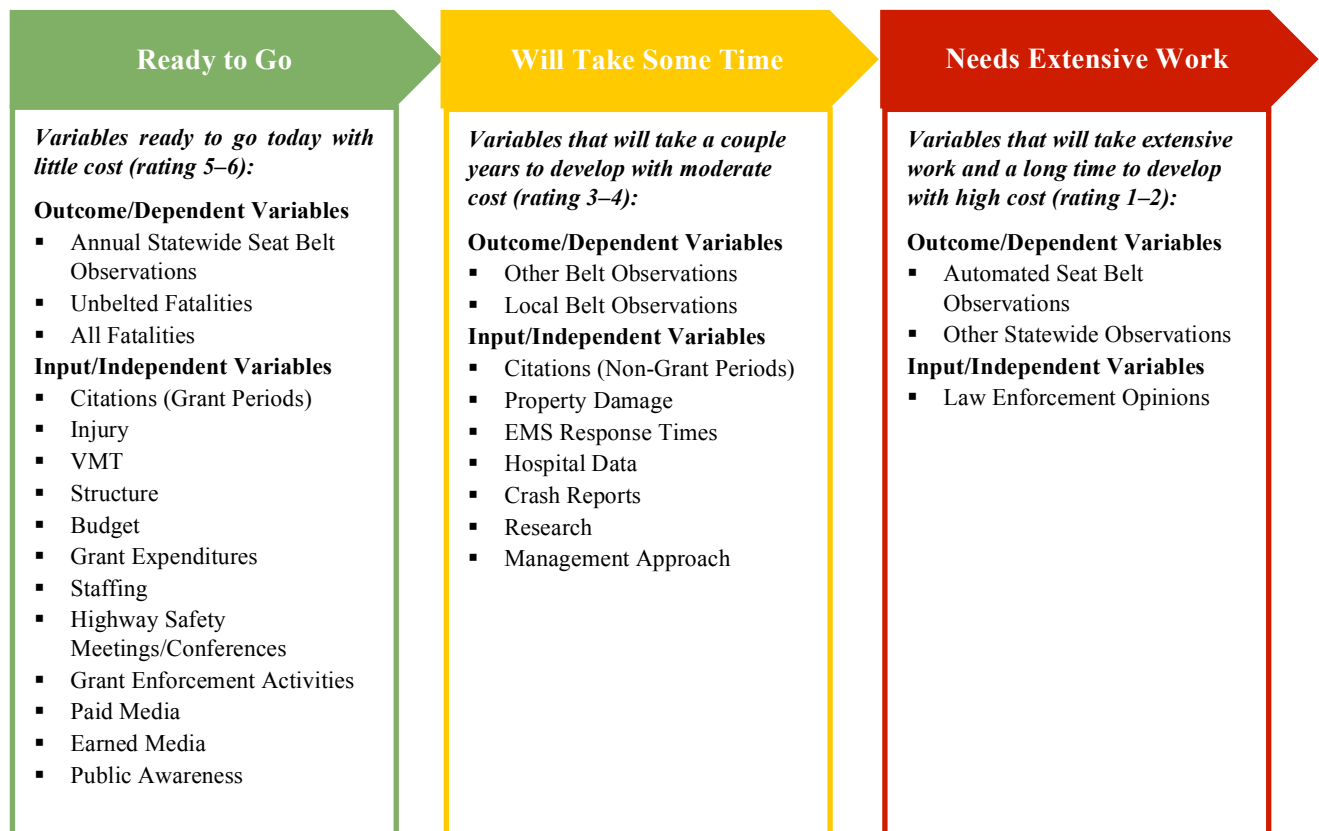 Ready to Go
Variables ready to go today with
little cost (rating 5–6):
Outcome/Dependent Variables
▪ Annual Statewide Seat Belt
Observations
▪ Unbelted Fatalities
▪ All Fatalities
Input/Independent Variables
▪ Citations (Grant Periods)
▪ Injury
▪ VMT
▪ Structure
▪ Budget
▪ Grant Expenditures
▪ Staffing
▪ Highway Safety
Meetings/Conferences
▪ Grant Enforcement Activities
▪ Paid Media
▪ Earned Media
▪ Public Awareness
Will Take Some Time
Variables that will take a couple
years to develop with moderate
cost (rating 3–4):
Outcome/Dependent Variables
▪ Other Belt Observations
▪ Local Belt Observations
Input/Independent Variables
▪ Citations (Non-Grant Periods)
▪ Property Damage
▪ EMS Response Times
▪ Hospital Data
▪ Crash Reports
▪ Research
▪ Management Approach
Needs Extensive Work
Variables that will take extensive
work and a long time to develop
with high cost (rating 1–2):
Outcome/Dependent Variables
▪ Automated Seat Belt
Observations
▪ Other Statewide Observations
Input/Independent Variables
▪ Law Enforcement Opinions